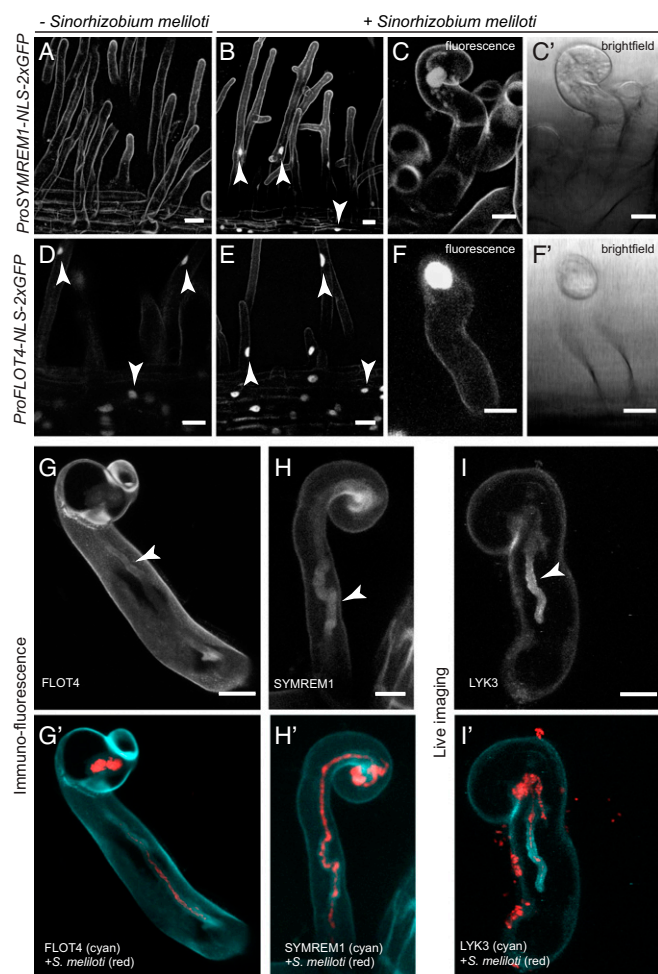 - Sinorhizobium meliloti
+ Sinorhizobium meliloti
ProSYMREM1-NLS-2xGFP
A
B
C
fluorescence
C'
brightfield
ProFLOT4-NLS-2xGFP
D
E
F
fluorescence
F'
brightfield
Immuno-fluorescence
G
FLOT4
H
SYMREM1
Live imaging
I
LYK3
G'
FLOT4 (cyan)
+S. meliloti (red)
H'
SYMREM1 (cyan)
+S. meliloti (red)
I'
LYK3 (cyan)
+ S. meliloti (red)